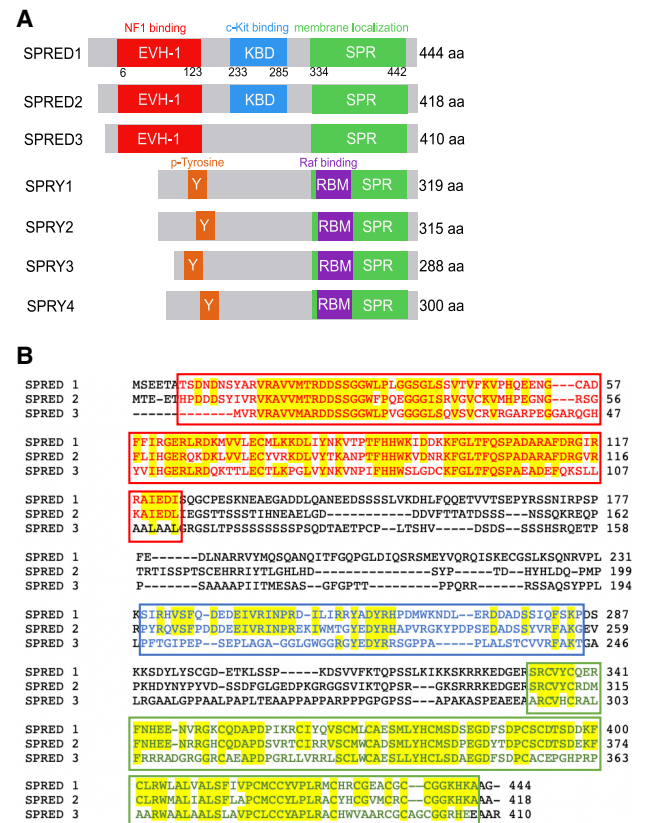 A
NF1 binding c-Kit binding membrane localization
SPRED1 EVH-1 KBD SPR 444 aa
6 123 233 285 334 442
SPRED2 EVH-1 KBD SPR 418 aa
SPRED3 EVH-1 SPR 410 aa
p-Tyrosine Raf binding
SPRY1 Y RBM SPR 319 aa
SPRY2 Y RBM SPR 315 aa
SPRY3 Y RBM SPR 288 aa
SPRY4 Y RBM SPR 300 aa
B
SPRED 1 MSEETATSDNDNSYARVRAVVMTRDDSSGGWLPLGGSGLSSVTVFKVPHQEENG---CAD 57
SPRED 2 MTE-ETHPDDDSYIVRVRAVVMTRDDSSGGWFPQEGGGISRVGVCKVMHPEGNG---RSG 56
SPRED 3 -------------MVRVRAVVMARDDSSGGWLPVGGGGLSQVSVCRVRGARPEGGARQGH 47
SPRED 1 FFIRGERLRDKMVVLECMLKKDLIYNKVTPTFHHWKIDDKKFGLTFQSPADARAFDRGIR 117
SPRED 2 FLIHGERQKDKLVVLECYVRKDLVYTKANPTFHHWKVDNRKFGLTFQSPADARAFDRGVR 116
SPRED 3 YVIHGERLRDQKTTLECTLKPGLVYNKVNPIFHHWSLGDCKFGLTFQSPAEADEFQKSLL 107
SPRED 1 RAIEDISQGCPESKNEAEGADDLQANEEDSSSSLVKDHLFQQETVVTSEPYRSSNIRPSP 177
SPRED 2 KAIEDLIEGSTTSSSTIHNEAELGD--------DDVFTTATDSSS----NSSQKREQP 162
SPRED 3 AALAALGRGSLTPSSSSSSPSQDTAETPCP--LTSHV-----DSDS--SSSHSRQETP 158
SPRED 1 FE------DLNARRVYMQSQANQITFGQPGLDIQSRSMEYVQRQISKECGSLKSQNRVPL 231
SPRED 2 TRTISSPTSCEHRRIYTLGHLHD-------------SYP-----TD--HYHLDQ-PMP 199
SPRED 3 P------SAAAAPIITMESAS--GFGPTT-------PPQRR------RSSAQSYPPL 194
SPRED 1 KSIRHVSFQ-DEDEIVRINPRD-ILIRRYADYRHPDMWKNDL--ERDDADSSIQFSKPDS 287
SPRED 2 RPYRQVSFPDDDEEIVRINPREKIWMTGYEDYRHAPVRGKYPDPSEDADSSYVRFAKGEV 259
SPRED 3 LPFTGIPEP--SEPLAGA-GGLGWGGRGYEDYRRSGPPA----PLALSTCVVRFAKTGA 246
SPRED 1 KKSDYLYSCGD-ETKLSSP-----KDSVVFKTQPSSLKIKKSKRRKEDGERSRCVYCQER 341
SPRED 2 PKHDYNYPYVD-SSDFGLGEDPKGRGGSVIKTQPSR---GKSRRRKEDGERSRCVYCRDM 315
SPRED 3 LRGAALGPPAALPAPLTEAAPPAPPARPPPGPGPS---SAPAKASPEAEEAARCVHCRAL 303
SPRED 1 FNHEE-NVRGKCQDAPDPIKRCIYQVSCMLCAESMLYHCMSDSEGDFSDPCSCDTSDDKF 400
SPRED 2 FNHEE-NRRGHCQDAPDSVRTCIRRVSCMWCADSMLYHCMSDPEGDYTDPCSCDTSDEKF 374
SPRED 3 FRRRADGRGGRCAEAPDPGRLLVRRLSCLWCAESLLYHCLSDAEGDFSDPCACEPGHPRP 363
SPRED 1 CLRWLALVALSFIVPCMCCYVPLRMCHRCGEACGC--CGGKHKAAG- 444
SPRED 2 CLRWMALIALSFLAPCMCCYLPLRACYHCGVMCRC--CGGKHKAAA- 418
SPRED 3 AARWAALAALSLAVPCLCCYAPLRACHWVAARCGCAGCGGRHEEAAR 410